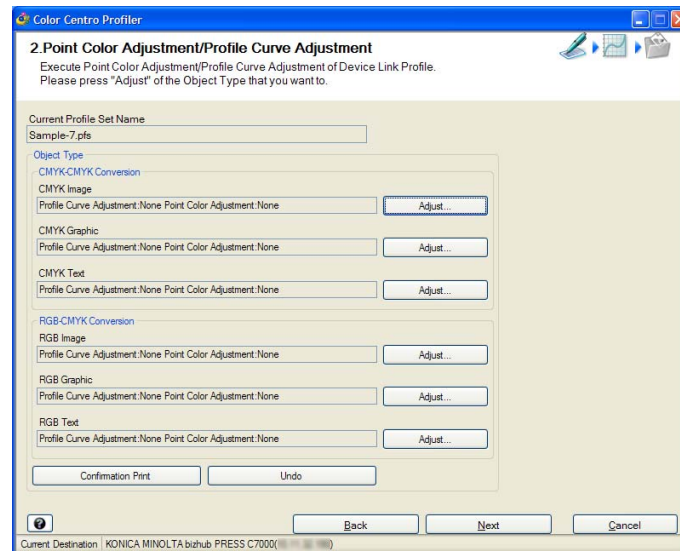 Color Centro Profiler
2.Point Color Adjustment/Profile Curve Adjustment
Execute Point Color Adjustment/Profile Curve Adjustment of Device Link Profile.
Please press "Adjust" of the Object Type that you want to.
Current Profile Set Name
Sample-7.pfs
Object Type
CMYK-CMYK Conversion
CMYK Image
Profile Curve Adjustment:None Point Color Adjustment:None Adjust...
CMYK Graphic
Profile Curve Adjustment:None Point Color Adjustment:None Adjust...
CMYK Text
Profile Curve Adjustment:None Point Color Adjustment:None Adjust...
RGB-CMYK Conversion
RGB Image
Profile Curve Adjustment:None Point Color Adjustment:None Adjust...
RGB Graphic
Profile Curve Adjustment:None Point Color Adjustment:None Adjust...
RGB Text
Profile Curve Adjustment:None Point Color Adjustment:None Adjust...
Confirmation Print Undo
? Back Next Cancel
Current Destination KONICA MINOLTA bizhub PRESS C7000( )